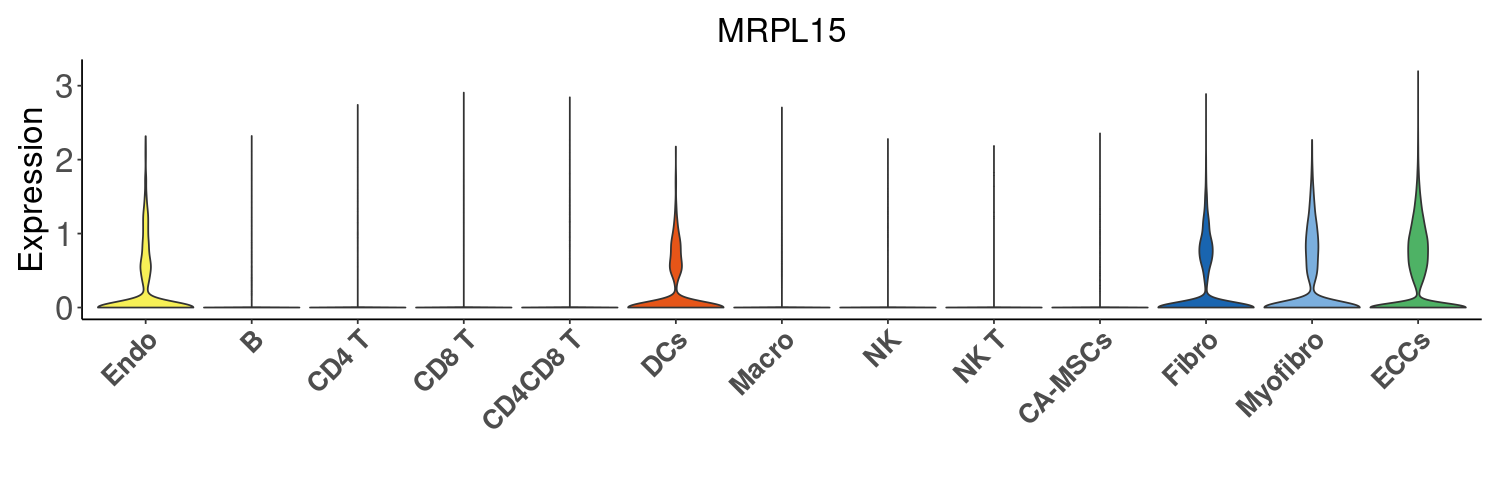 MRPL15
Expression
3
2
1
0
Endo
B
CD4 T
CD8 T
CD4CD8 T
DCs
Macro
NK
NK T
CA-MSCs
Fibro
Myofibro
ECCs